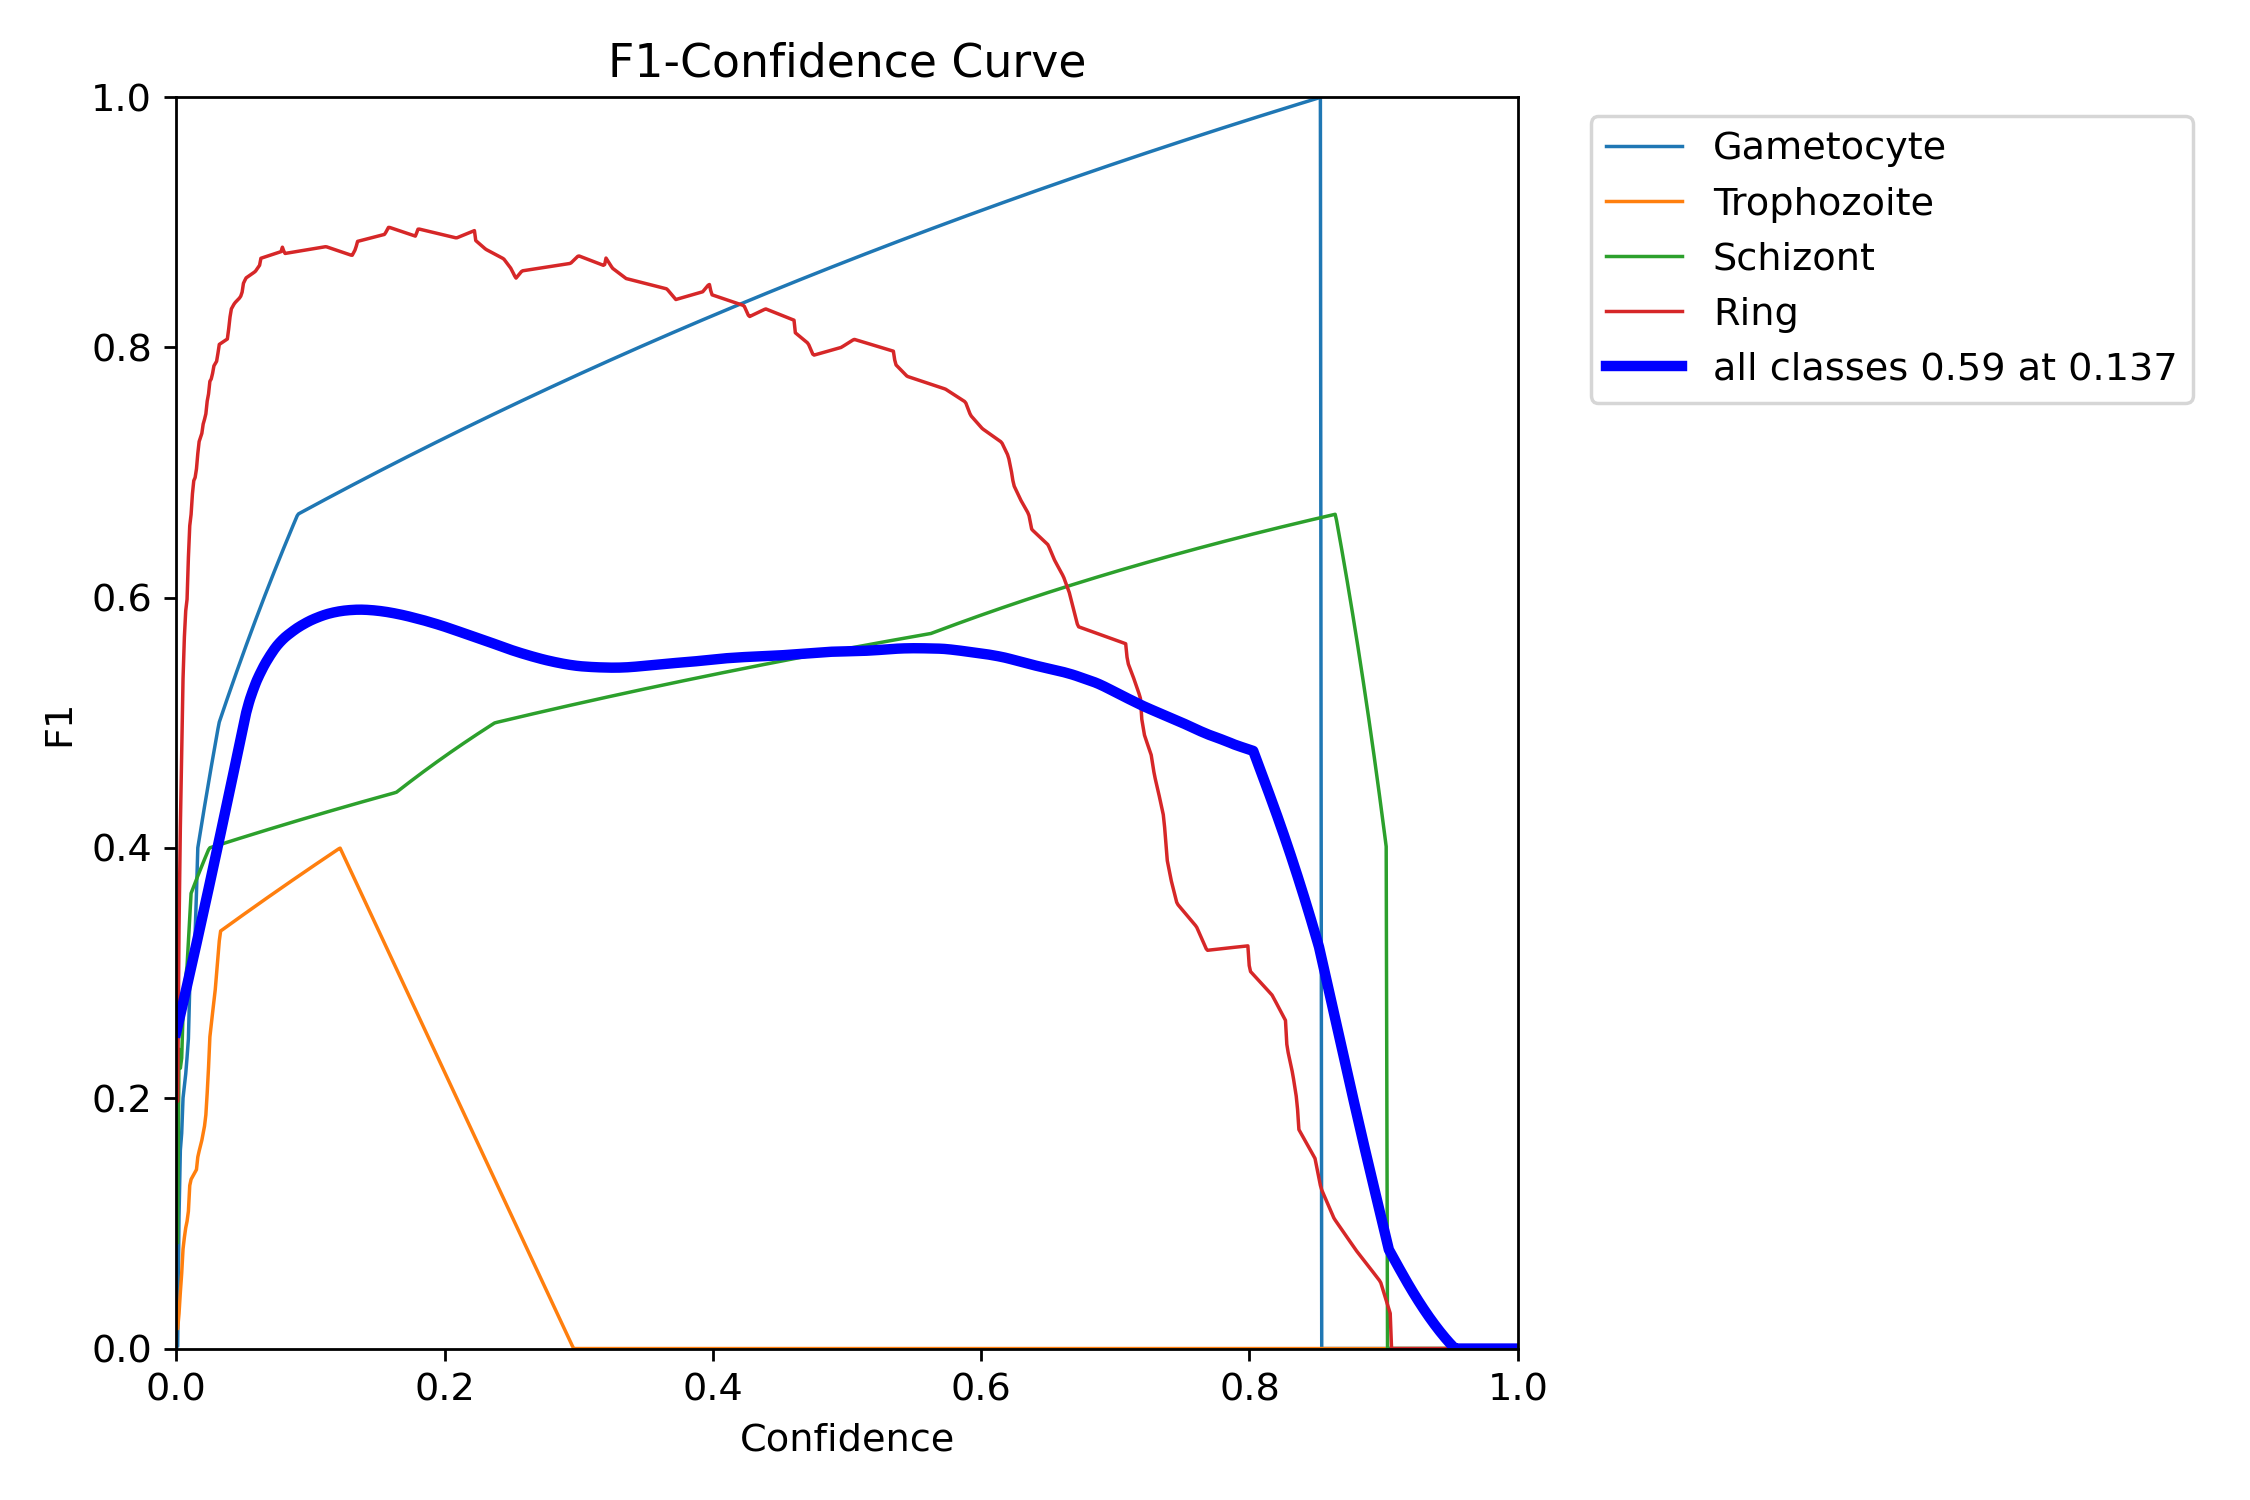 F1-Confidence Curve
1.0
0.8
0.6
0.4
0.2
0.0
F1
0.0 0.2 0.4 0.6 0.8 1.0
Confidence
Gametocyte
Trophozoite
Schizont
Ring
all classes 0.59 at 0.137